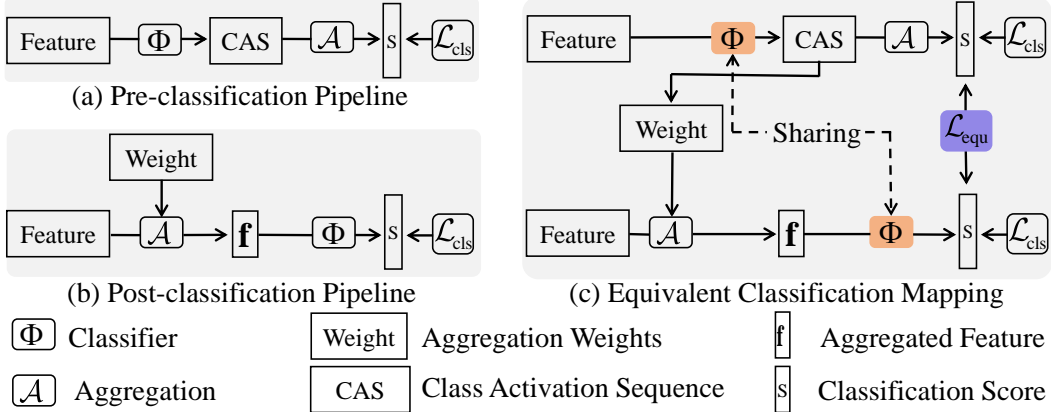 Feature Φ CAS 𝒜 s ℒcls
(a) Pre-classification Pipeline
Weight
Feature 𝒜 f Φ s ℒcls
(b) Post-classification Pipeline
Feature Φ CAS 𝒜 s ℒcls
Weight Sharing ℒequ
Feature 𝒜 f Φ s ℒcls
(c) Equivalent Classification Mapping
Φ Classifier Weight Aggregation Weights f Aggregated Feature
𝒜 Aggregation CAS Class Activation Sequence s Classification Score